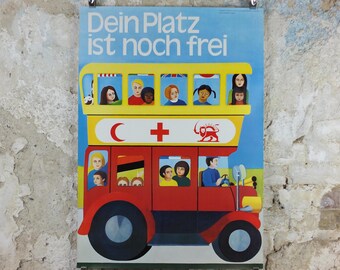 Dein Platz
ist noch frei